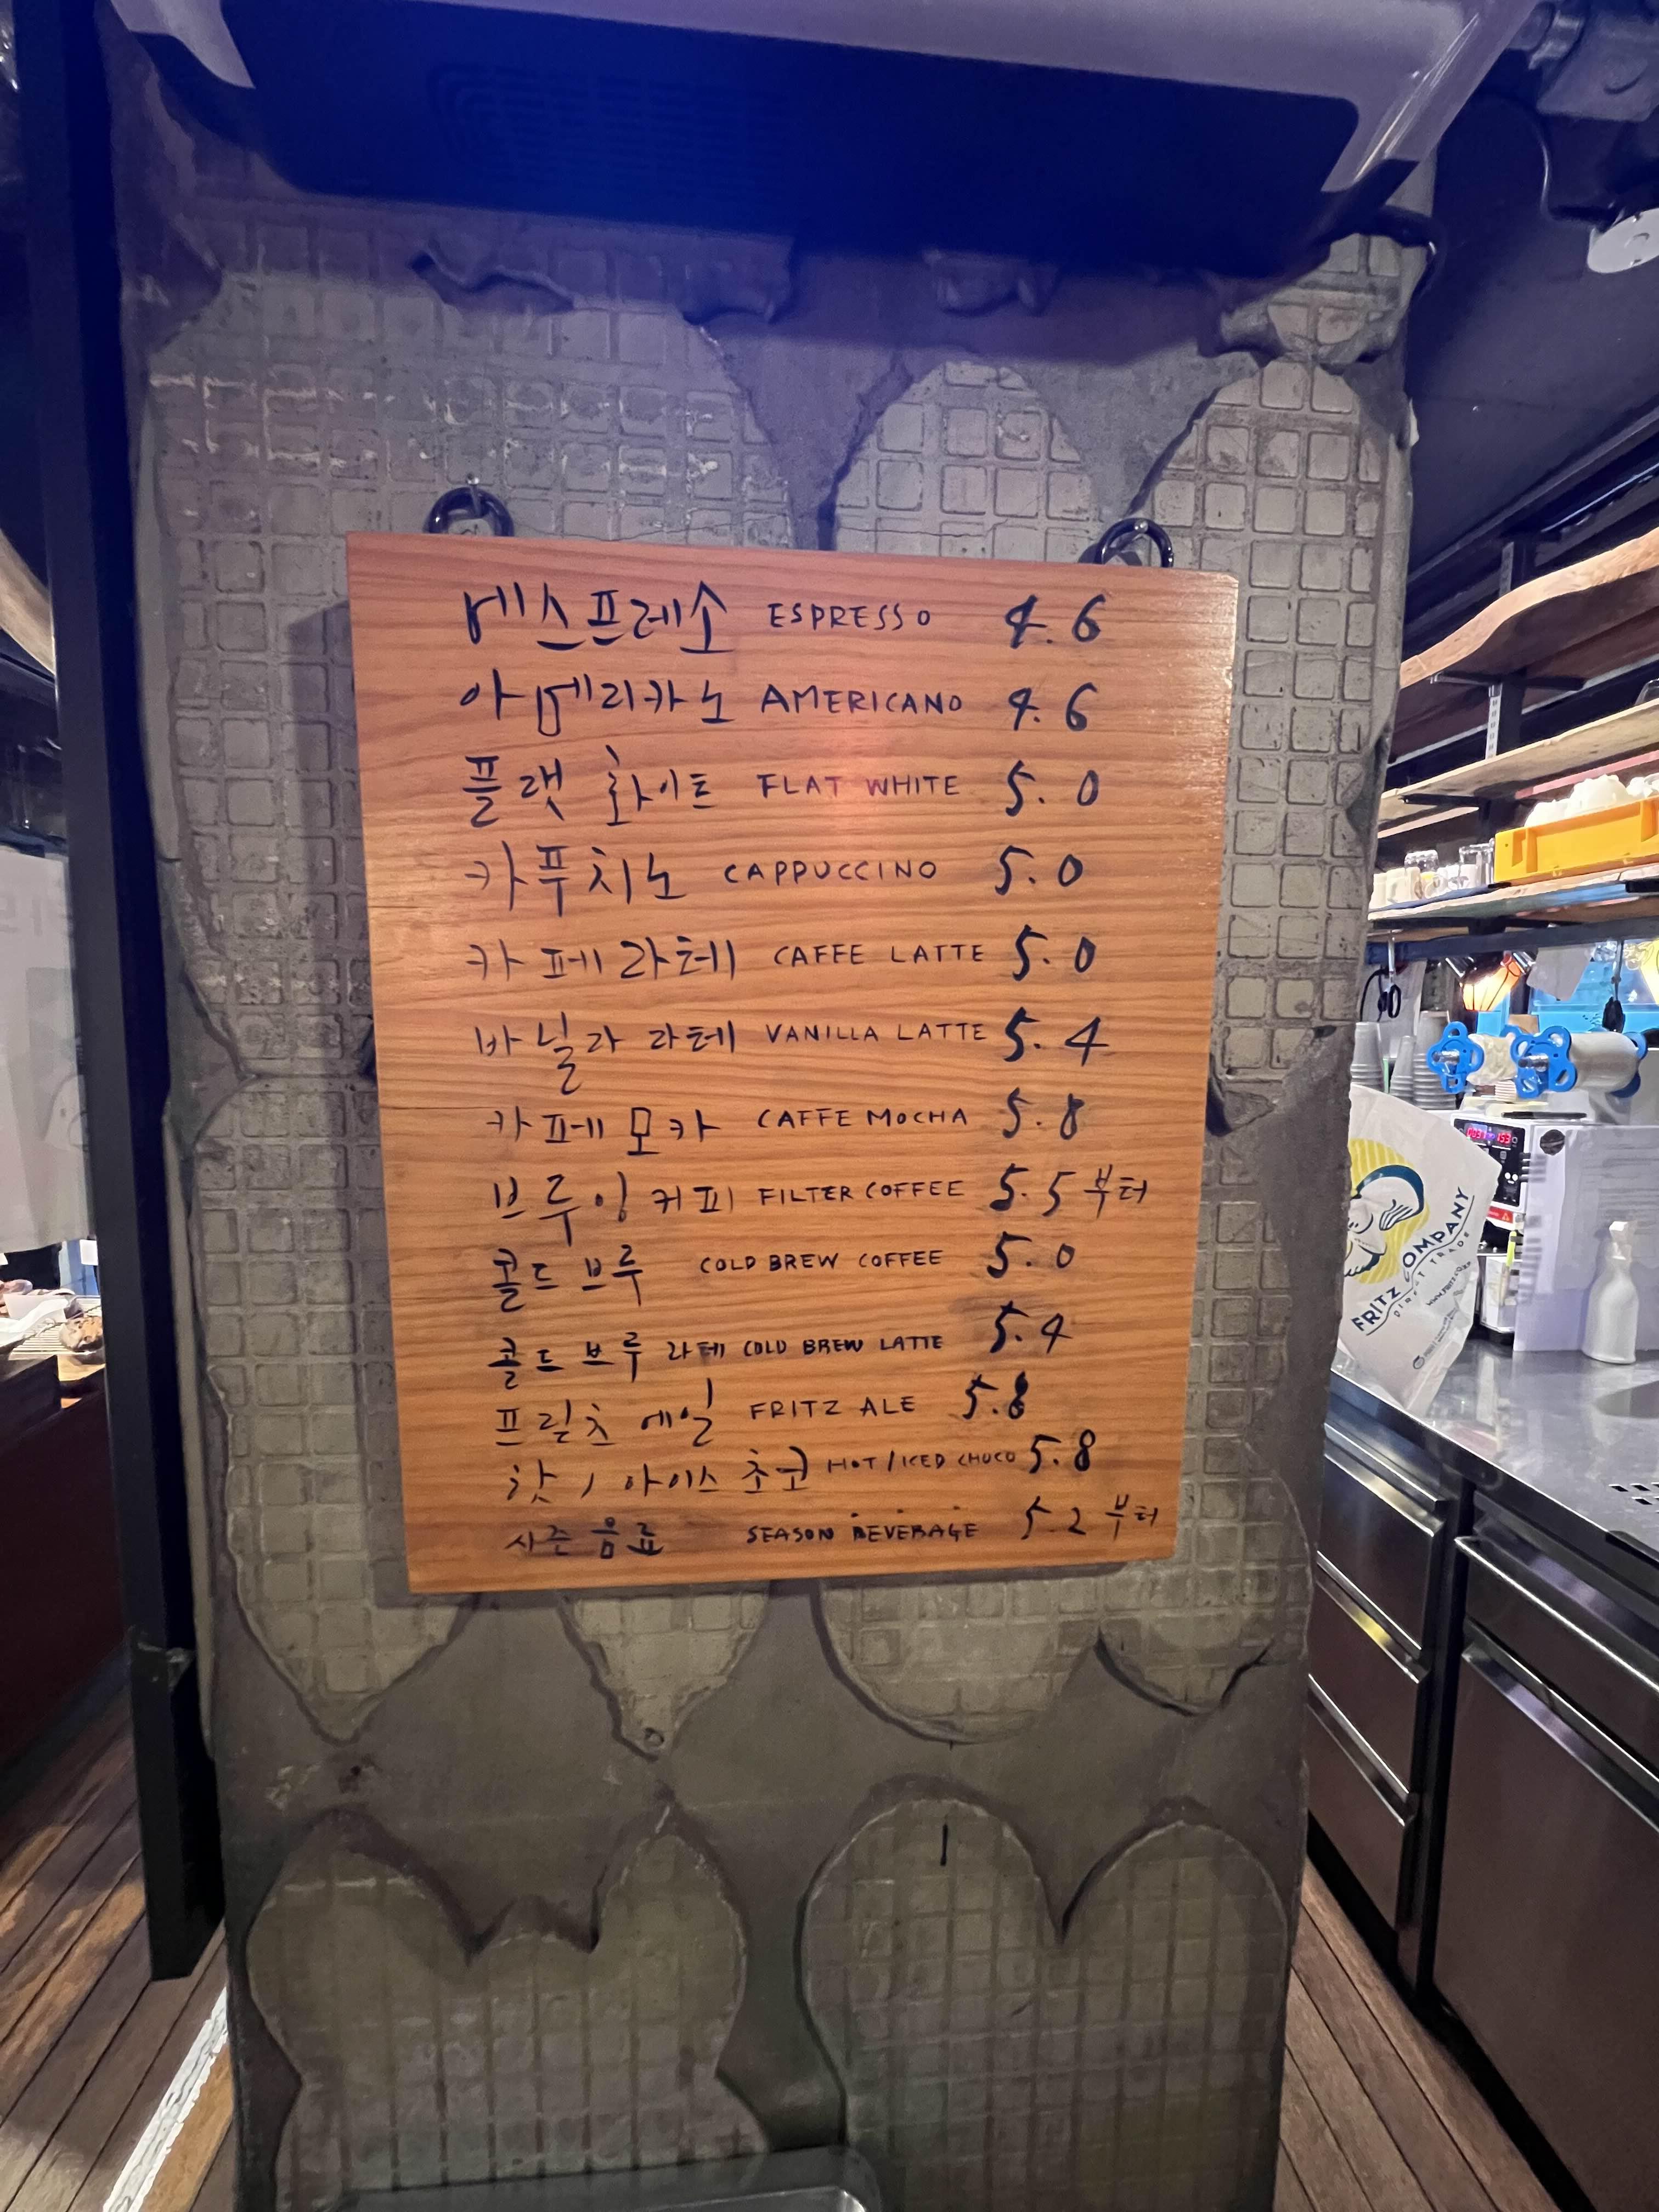 에스프레소 ESPRESSO 4.6
아메리카노 AMERICANO 4.6
플랫 화이트 FLAT WHITE 5.0
카푸치노 CAPPUCCINO 5.0
카페라테 CAFFE LATTE 5.0
바닐라 라테 VANILLA LATTE 5.4
카페 모카 CAFFE MOCHA 5.8
브루잉 커피 FILTER COFFEE 5.5 부터
콜드 브루 COLD BREW COFFEE 5.0
콜드 브루 라테 COLD BREW LATTE 5.4
프릳츠 에일 FRITZ ALE 5.8
핫 / 아이스 초코 HOT / ICED CHOCO 5.8
시즌 음료 SEASON BEVERAGE 5.2 부터
FRITZ OMPANY